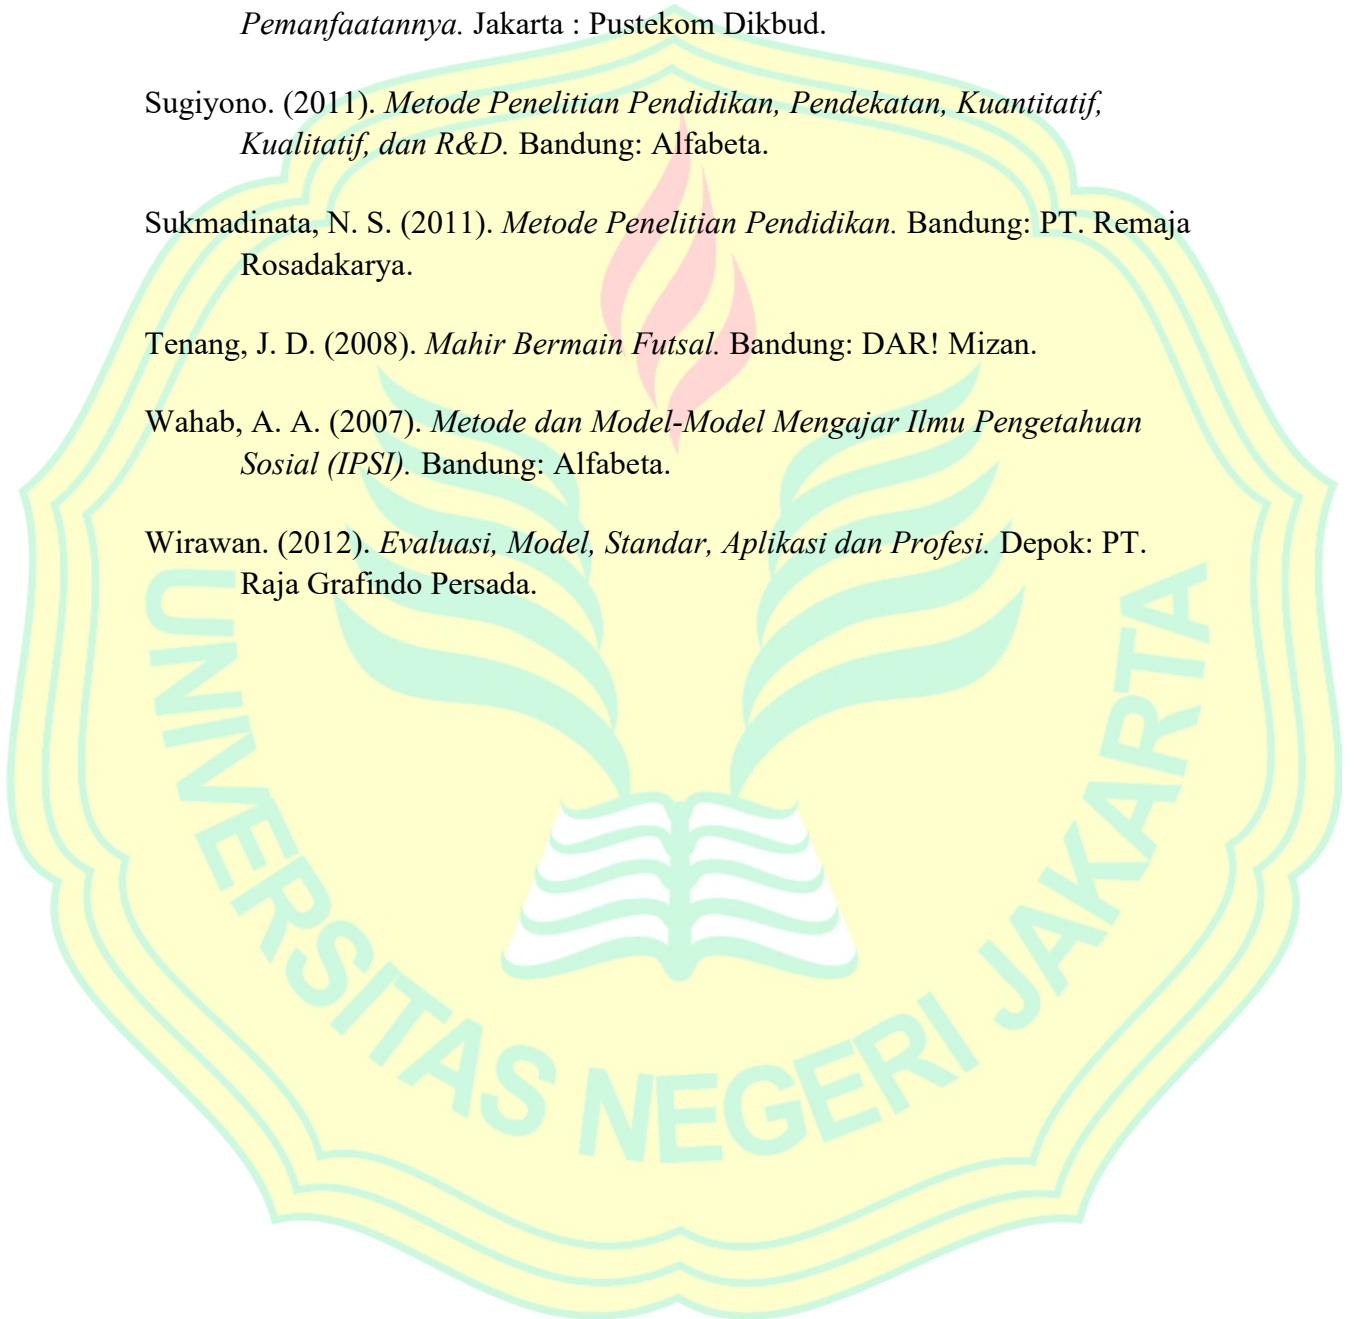 Pemanfaatannya. Jakarta : Pustekom Dikbud.
Sugiyono. (2011). Metode Penelitian Pendidikan, Pendekatan, Kuantitatif,
Kualitatif, dan R&D. Bandung: Alfabeta.
Sukmadinata, N. S. (2011). Metode Penelitian Pendidikan. Bandung: PT. Remaja
Rosadakarya.
Tenang, J. D. (2008). Mahir Bermain Futsal. Bandung: DAR! Mizan.
Wahab, A. A. (2007). Metode dan Model-Model Mengajar Ilmu Pengetahuan
Sosial (IPSI). Bandung: Alfabeta.
Wirawan. (2012). Evaluasi, Model, Standar, Aplikasi dan Profesi. Depok: PT.
Raja Grafindo Persada.
UNIVERSITAS NEGERI JAKARTA